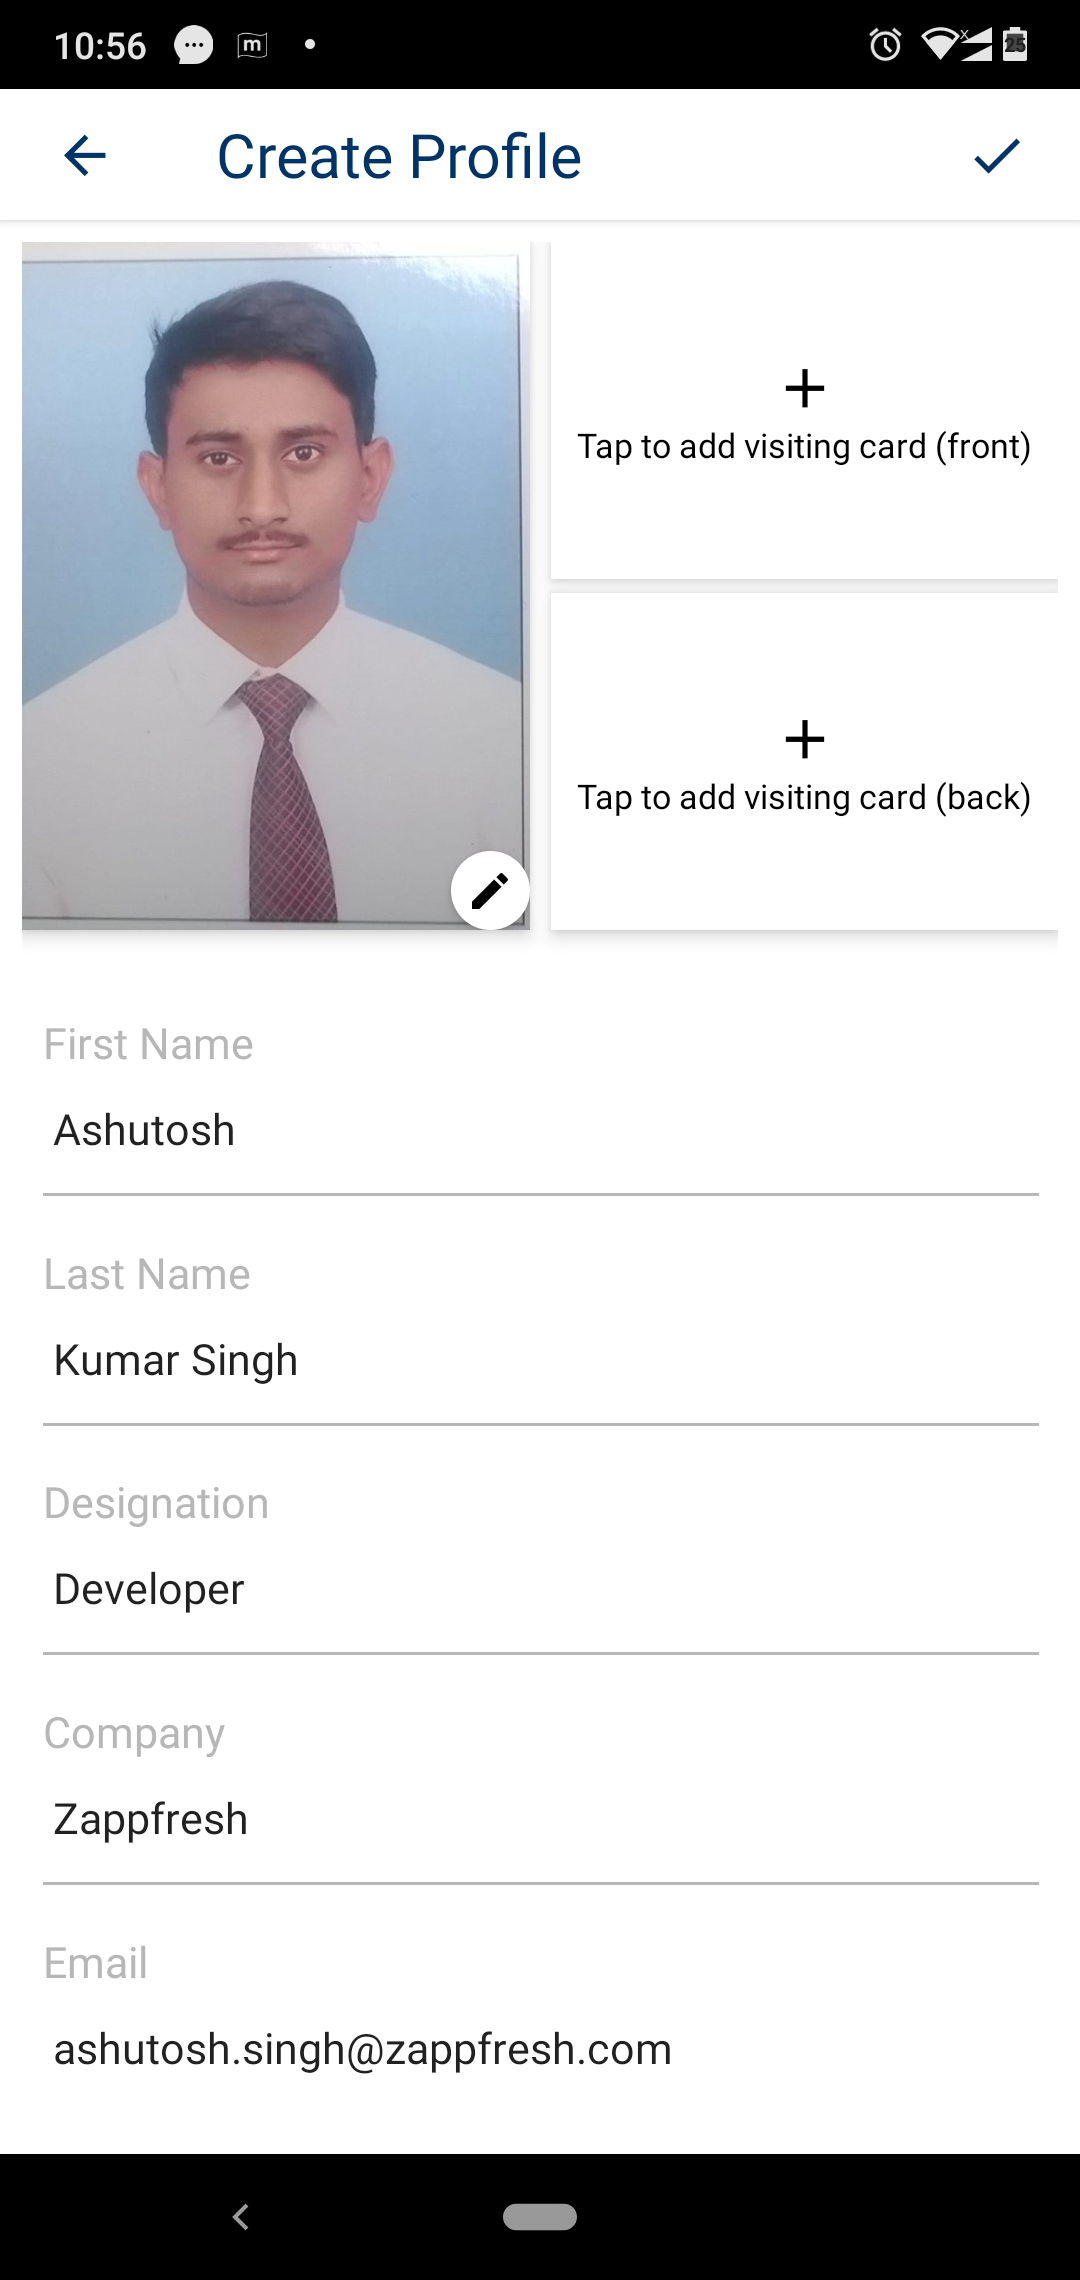 10:56
m
25
Create Profile
Tap to add visiting card (front)
Tap to add visiting card (back)
First Name
Ashutosh
Last Name
Kumar Singh
Designation
Developer
Company
Zappfresh
Email
ashutosh.singh@zappfresh.com